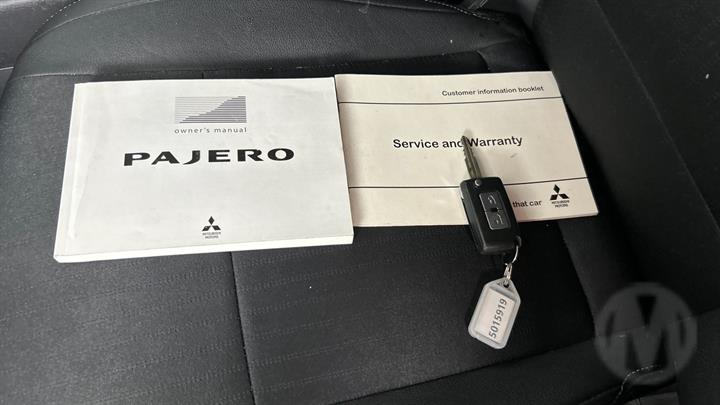 owner's manual
PAJERO
MITSUBISHI
MOTORS
Customer information booklet
Service and Warranty
that car
MITSUBISHI
MOTORS
5015919
M